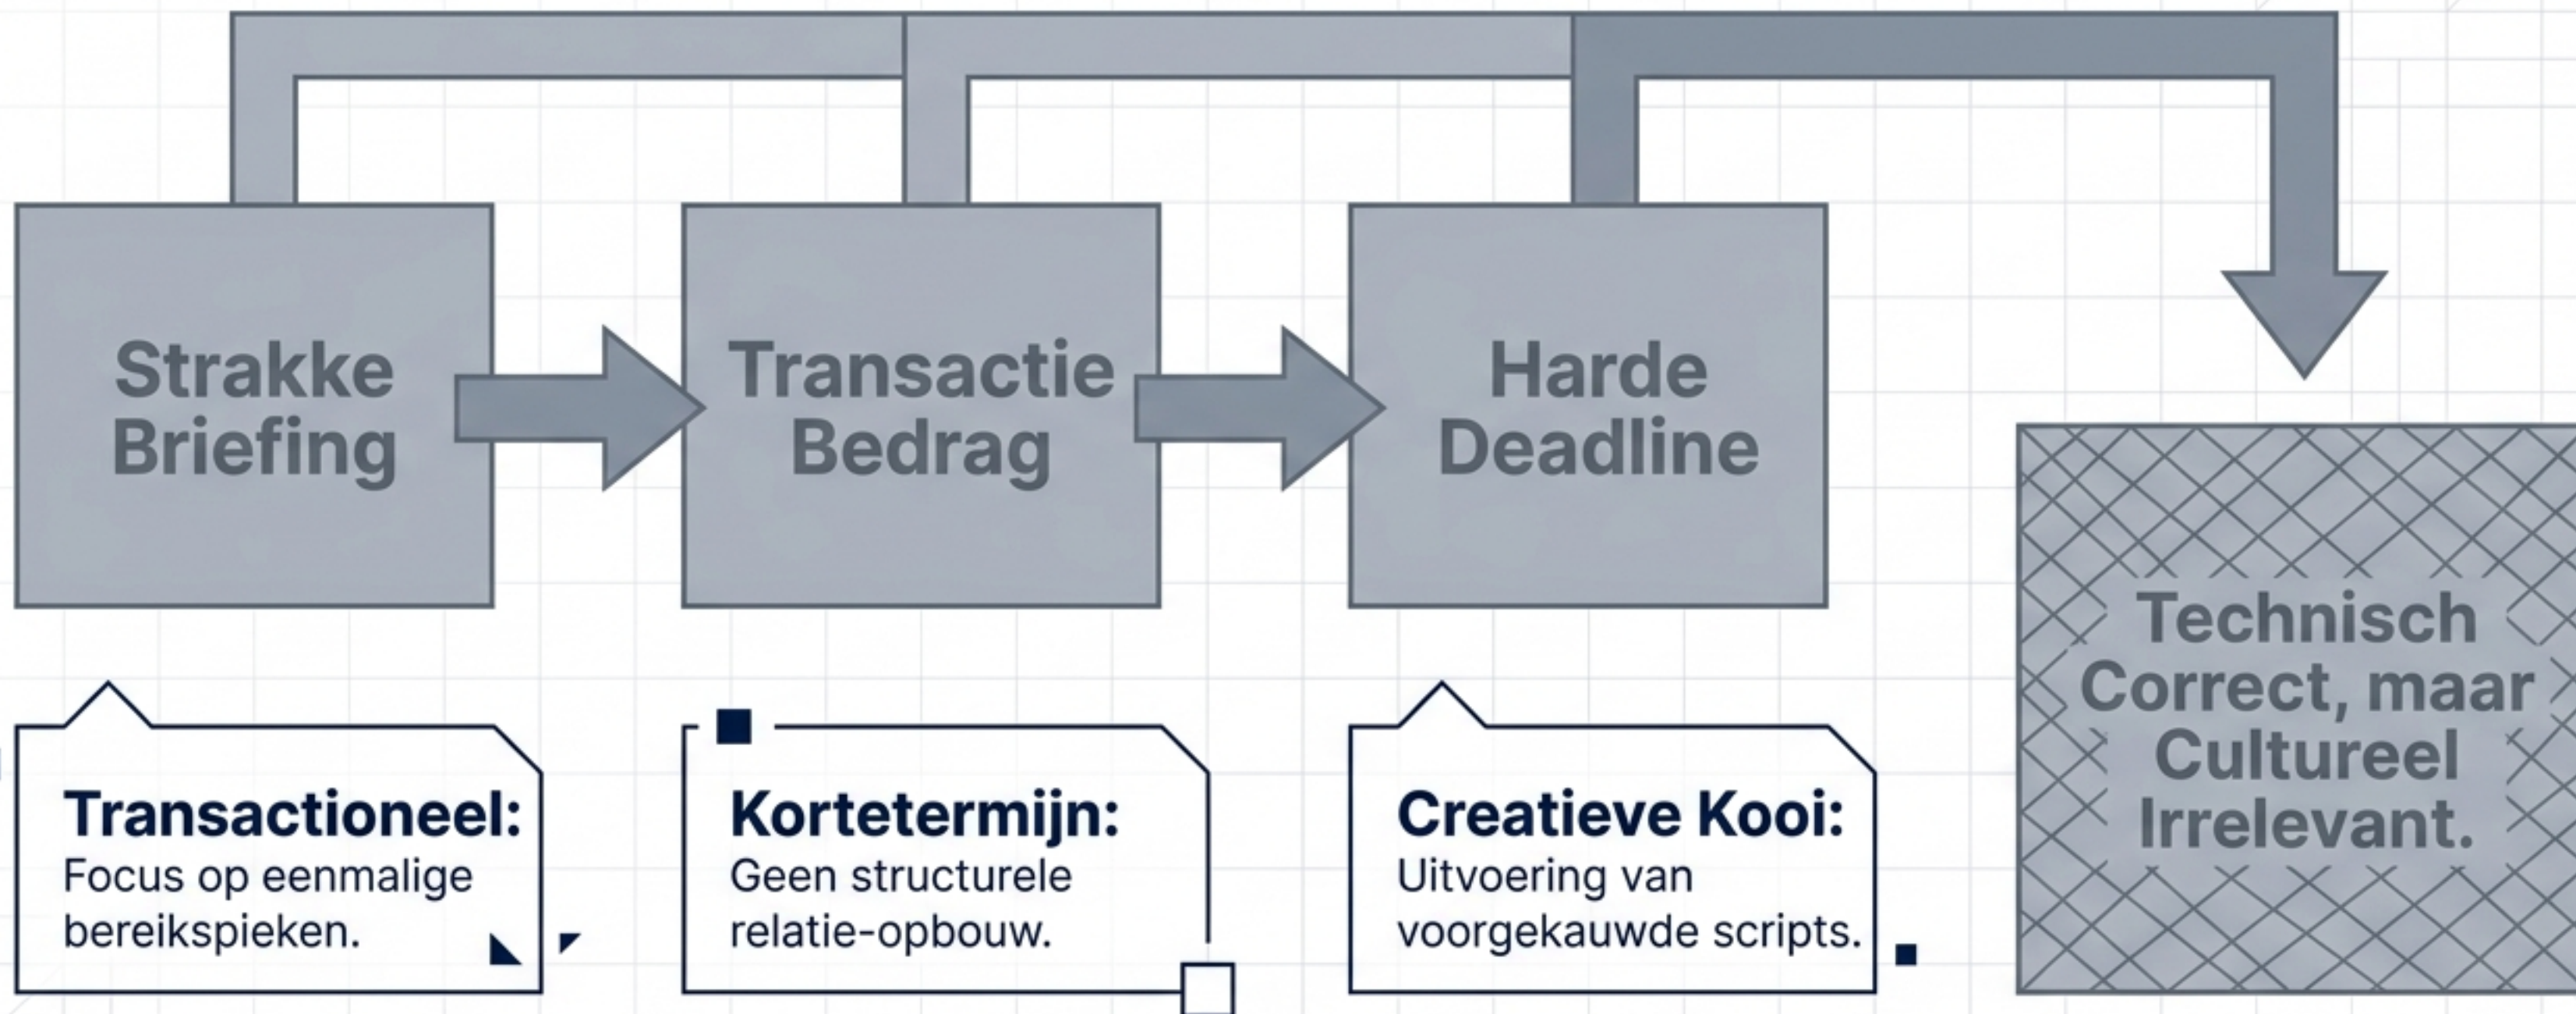 Strakke
Briefing
Transactie
Bedrag
Harde
Deadline
Technisch
Correct, maar
Cultureel
Irrelevant.
Transactioneel:
Focus op eenmalige
bereikspieken.
Kortetermijn:
Geen structurele
relatie-opbouw.
Creatieve Kooi:
Uitvoering van
voorgekauwde scripts.